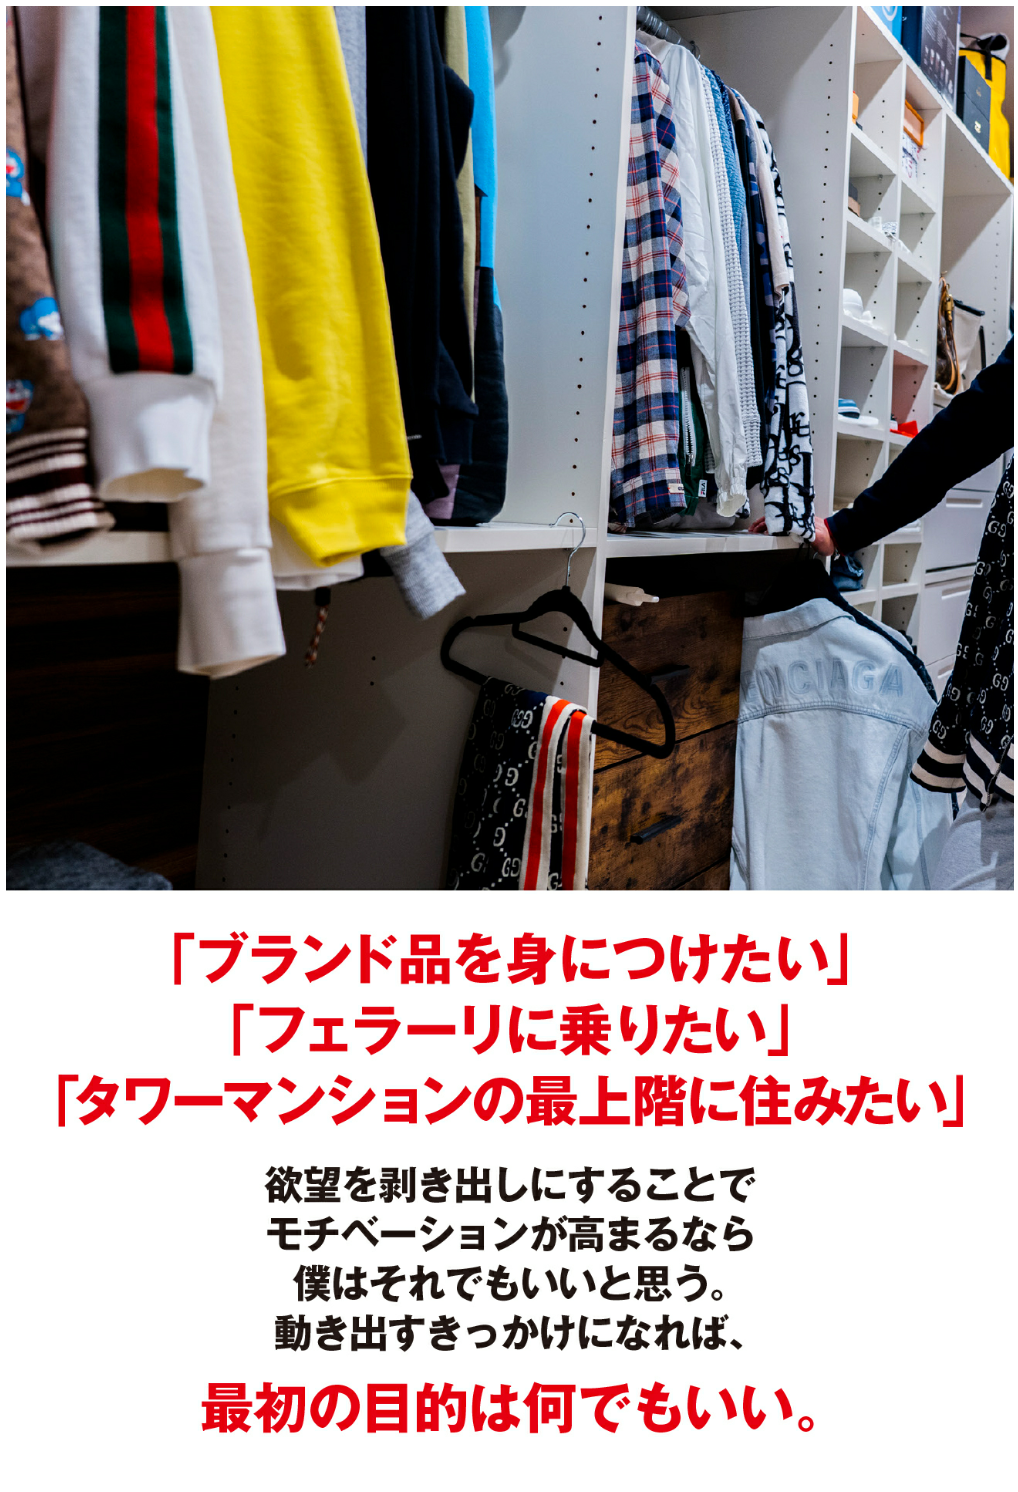 FILA
ENCIAGA
「ブランド品を身につけたい」
「フェラーリに乗りたい」
「タワーマンションの最上階に住みたい」
欲望を剥き出しにすることで
モチベーションが高まるなら
僕はそれでもいいと思う。
動き出すきっかけになれば、
最初の目的は何でもいい。